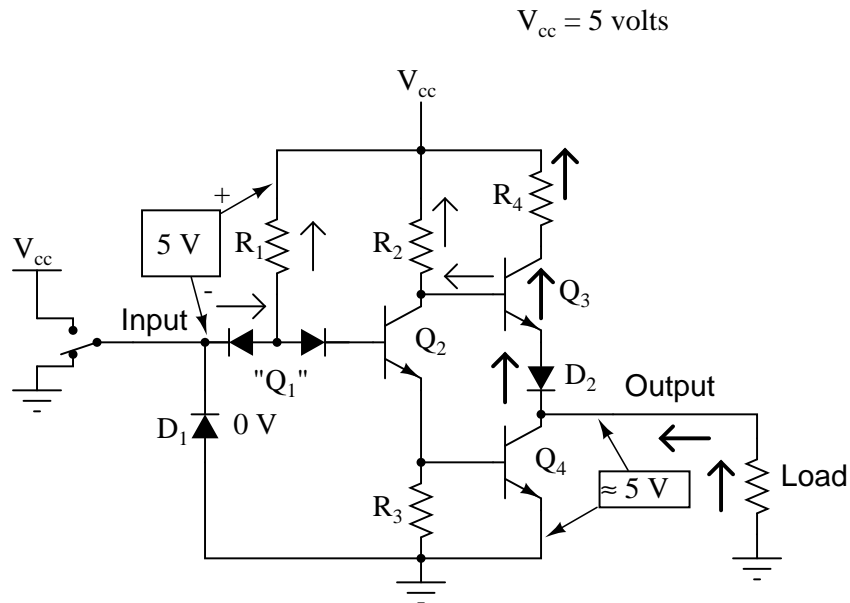 V_cc = 5 volts
V_cc
+
R_1
R_2
R_4
5 V
V_cc
-
Q_3
Input
Q_2
"Q_1"
D_2
Output
D_1
0 V
Q_4
≈ 5 V
Load
R_3